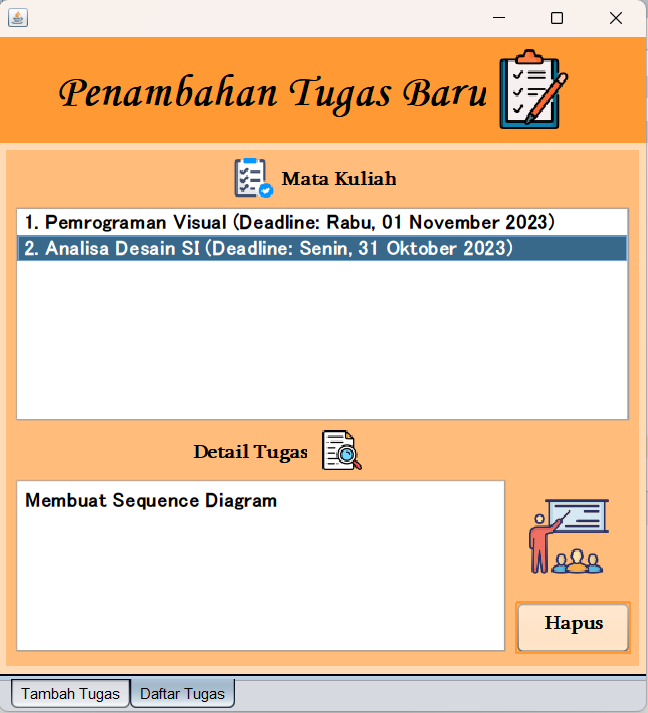 Penambahan Tugas Baru
Mata Kuliah
1. Pemrograman Visual (Deadline: Rabu, 01 November 2023)
2. Analisa Desain SI (Deadline: Senin, 31 Oktober 2023)
Detail Tugas
Membuat Sequence Diagram
Hapus
Tambah Tugas
Daftar Tugas